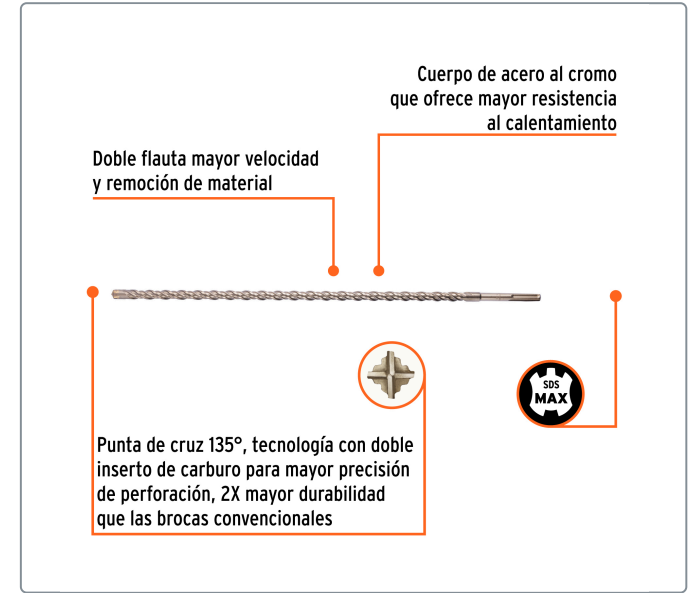 Cuerpo de acero al cromo
que ofrece mayor resistencia
al calentamiento
Doble flauta mayor velocidad
y remoción de material
SDS
MAX
Punta de cruz 135°, tecnología con doble
inserto de carburo para mayor precisión
de perforación, 2X mayor durabilidad
que las brocas convencionales